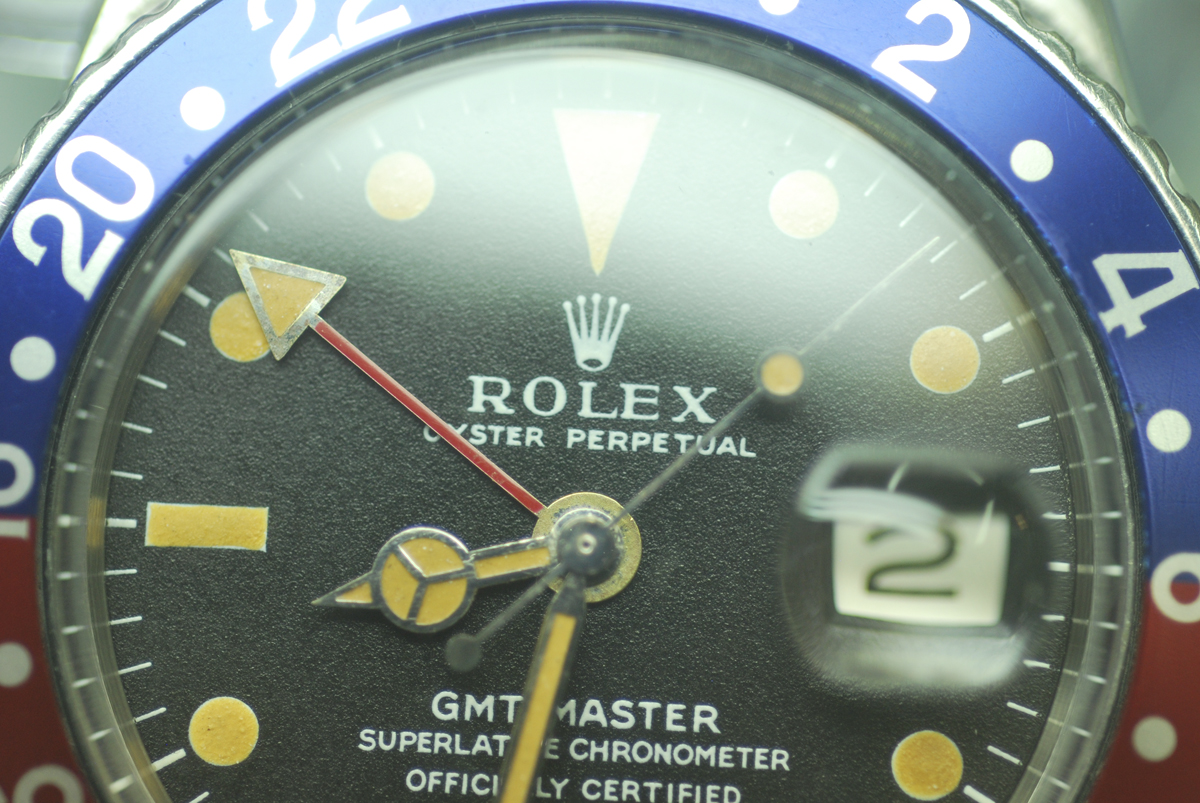 22
2
20
4
ROLEX
OYSTER PERPETUAL
2
GMT MASTER
SUPERLATIVE CHRONOMETER
OFFICIALLY CERTIFIED